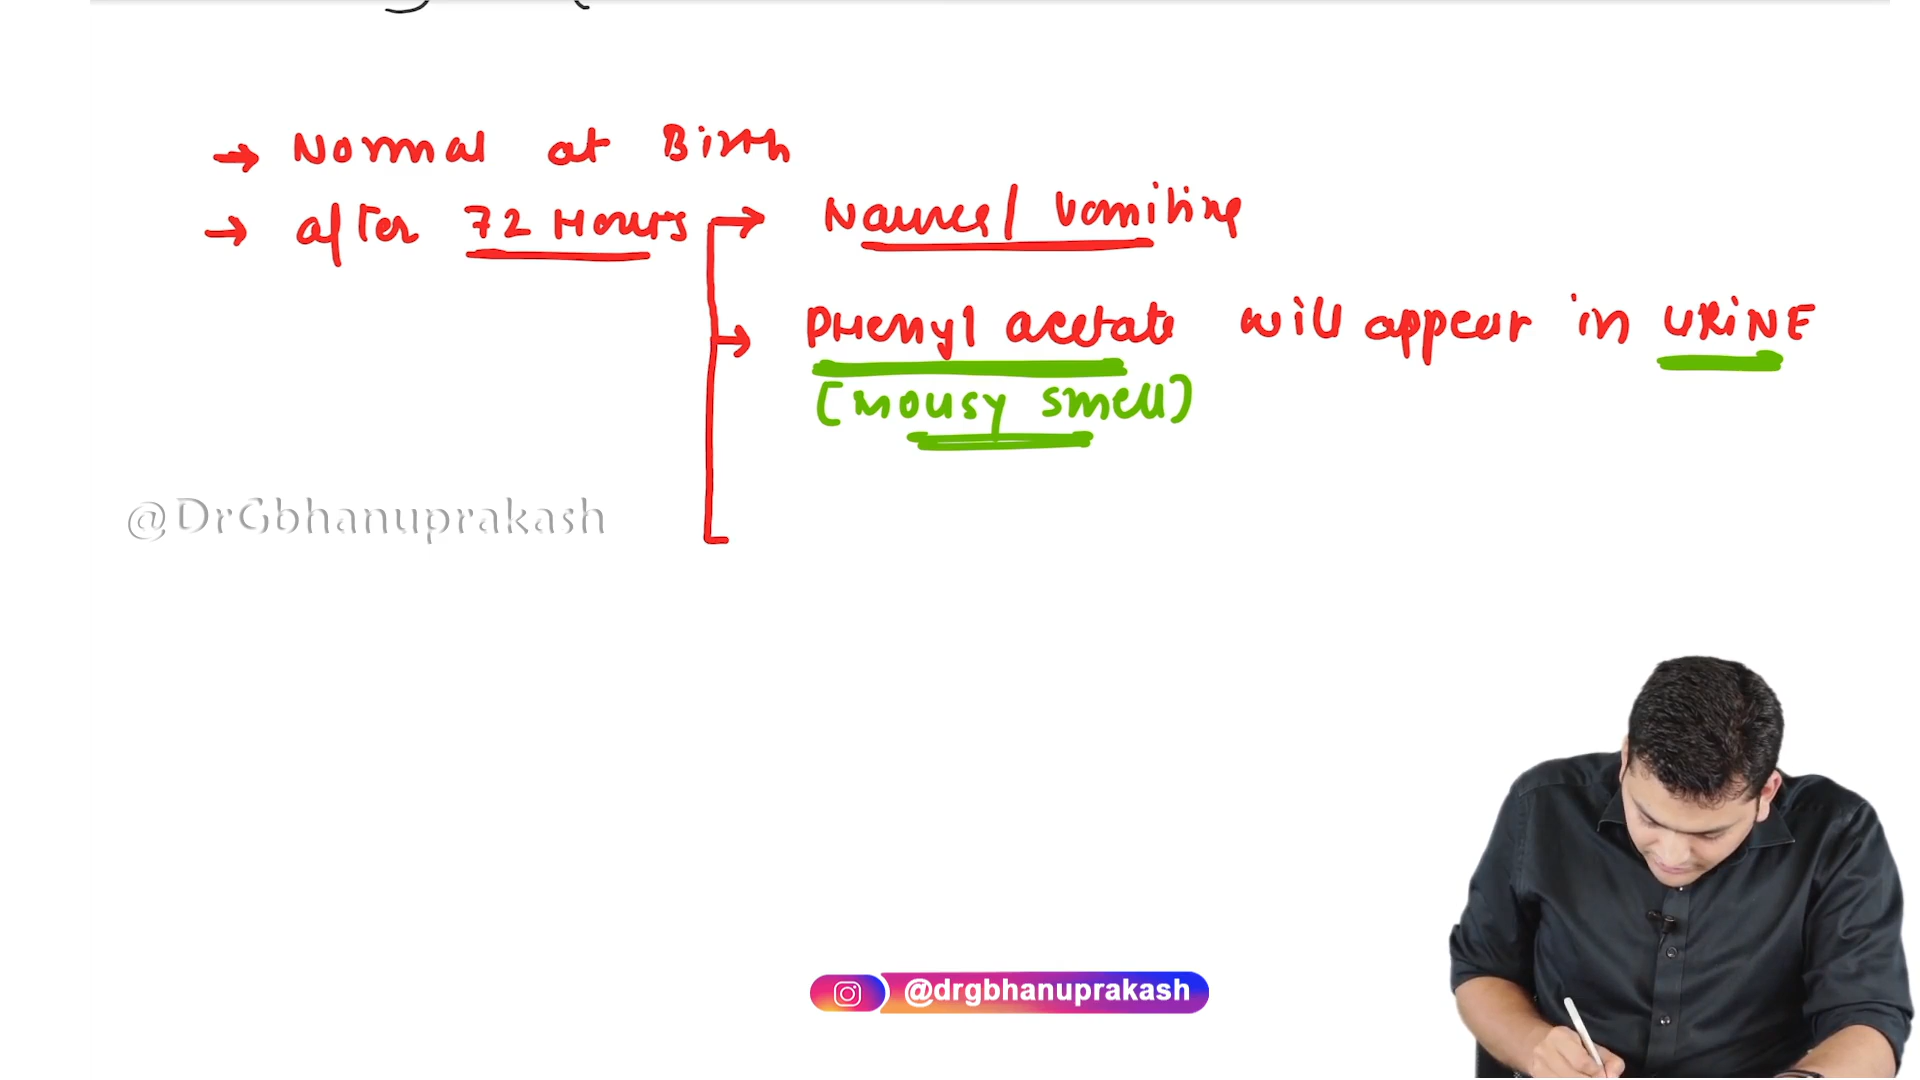 → Normal at Birth
→ after 72 Hours → Nausea/ Vomiting
→ Phenyl acetate will appear in URINE
(mousy smell)
@DrGbhanuprakash
@drgbhanuprakash